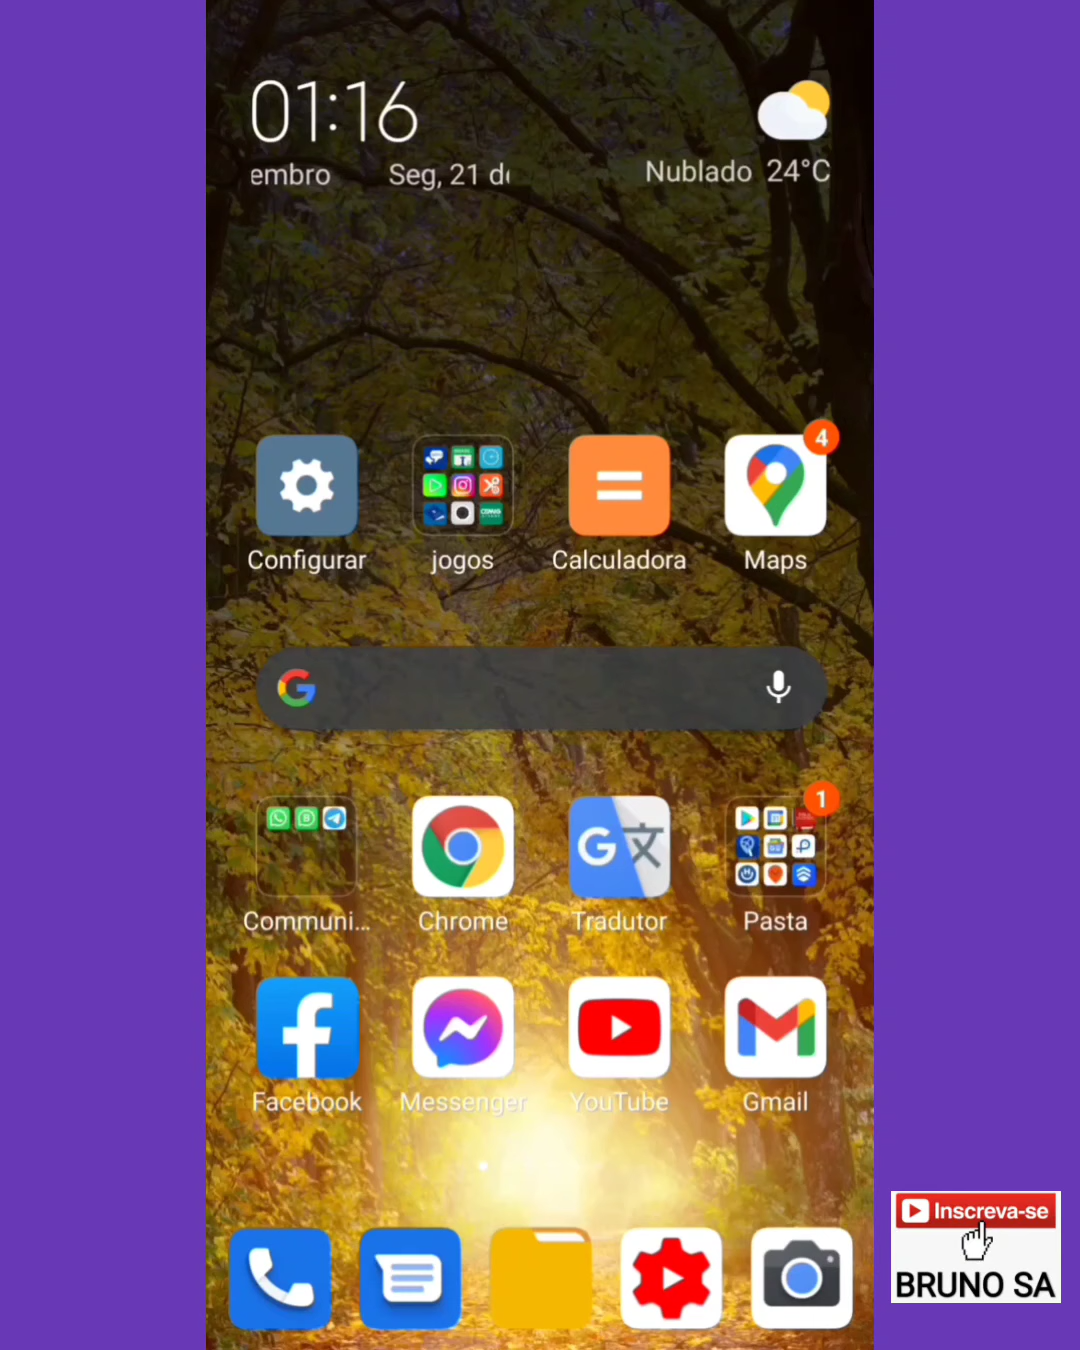 01:16
embro Seg, 21 de
Nublado 24°C
4
Configurar jogos Calculadora Maps
1
Communi... Chrome Tradutor Pasta
Facebook Messenger YouTube Gmail
Inscreva-se
BRUNO SA